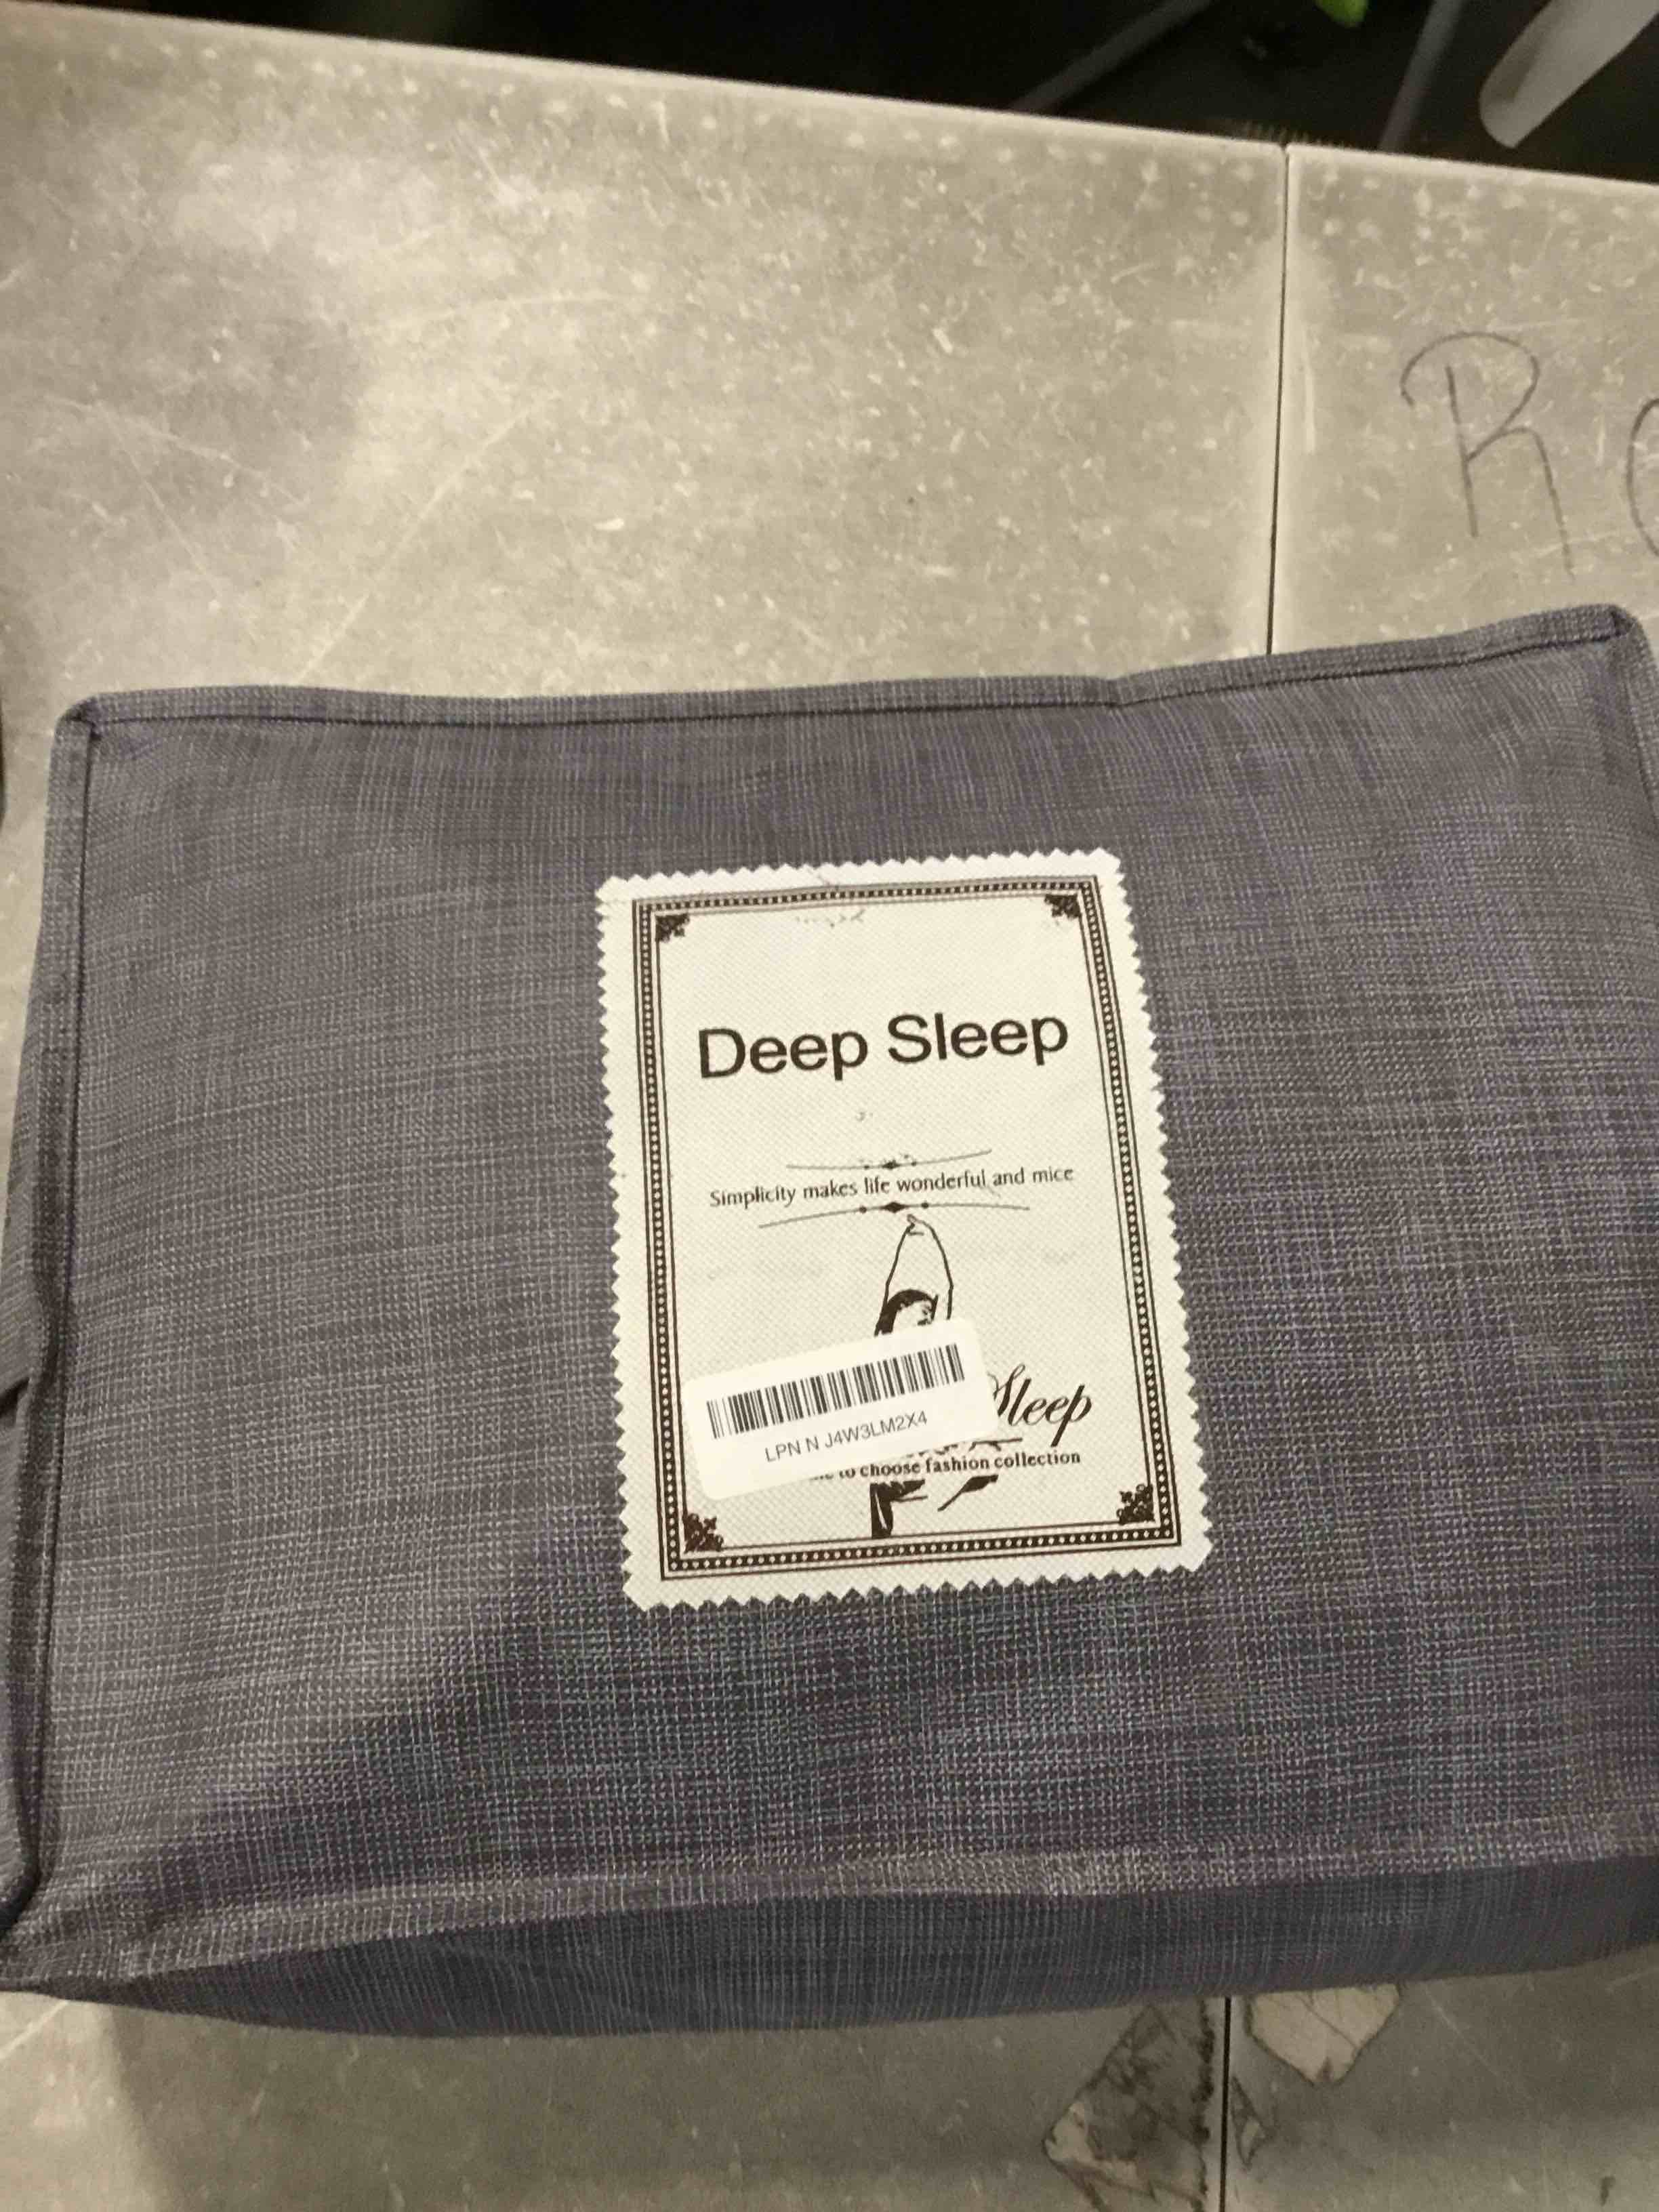 R
Deep Sleep
Simplicity makes life wonderful and mice
Sleep
to choose fashion collection
LPN N J4W3LM2X4